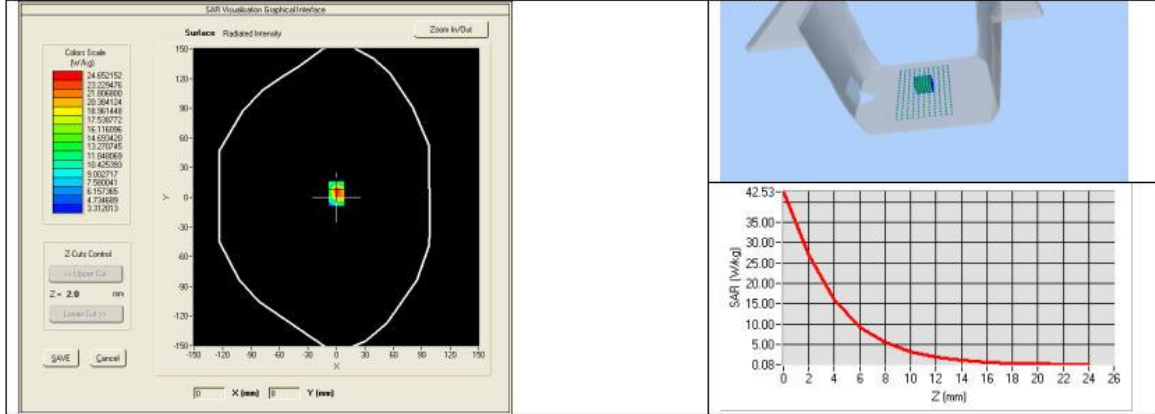 SAR Visualisation Graphical Interface
Surface Radiated Intensity
Zoom In/Out
Colors Scale
(W/kg)
24.652152
23.229476
21.806800
20.384124
18.961448
17.538772
16.116096
14.693420
13.270745
11.848069
10.425393
9.002717
7.580041
6.157365
4.734689
3.312013
Z-Cuts Control
<< Upper Cut
Z = 2.0 mm
Lower Cut >>
SAVE Cancel
150-
120-
90-
60-
30-
0-
-30-
-60-
-90-
-120-
-150-
Y
-150 -120 -90 -60 -30 0 30 60 90 120 150
X
0 X (mm) 8 Y (mm)
42.53-
35.00-
30.00-
25.00-
20.00-
15.00-
10.00-
5.00-
0.08-
SAR (W/kg)
0 2 4 6 8 10 12 14 16 18 20 22 24 26
Z (mm)